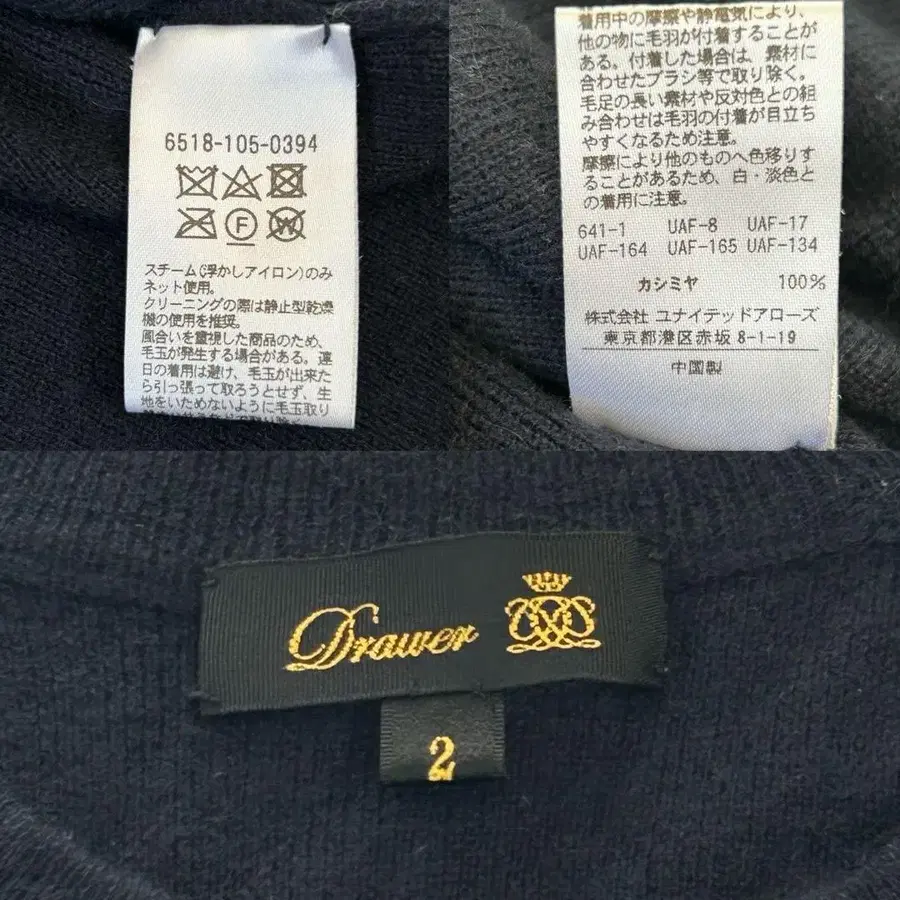 6518-105-0394
F
W
スチーム(浮かしアイロン)のみ
ネット使用。
クリーニングの際は静止型乾燥
機の使用を推奨。
風合いを重視した商品のため、
毛玉が発生する場合がある。連
日の着用は避け、毛玉が出来た
ら引っ張って取ろうとせず、生
地をいためないように毛玉取り
着用中の摩擦や静電気により、
他の物に毛羽が付着することが
ある。付着した場合は、素材に
合わせたブラシ等で取り除く。
毛足の長い素材や反対色との組
み合わせは毛羽の付着が目立ち
やすくなるため注意。
摩擦により他のものへ色移りす
ることがあるため、白・淡色と
の着用に注意。
641-1 UAF-8 UAF-17
UAF-164 UAF-165 UAF-134
カシミヤ 100%
株式会社 ユナイテッドアローズ
東京都港区赤坂 8-1-19
中国製
Drawer
2